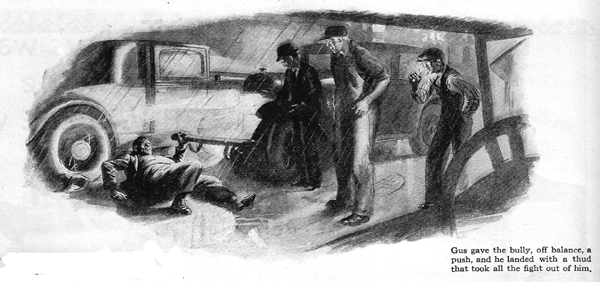 Gus gave the bully, off balance, a
push, and he landed with a thud
that took all the fight out of him.